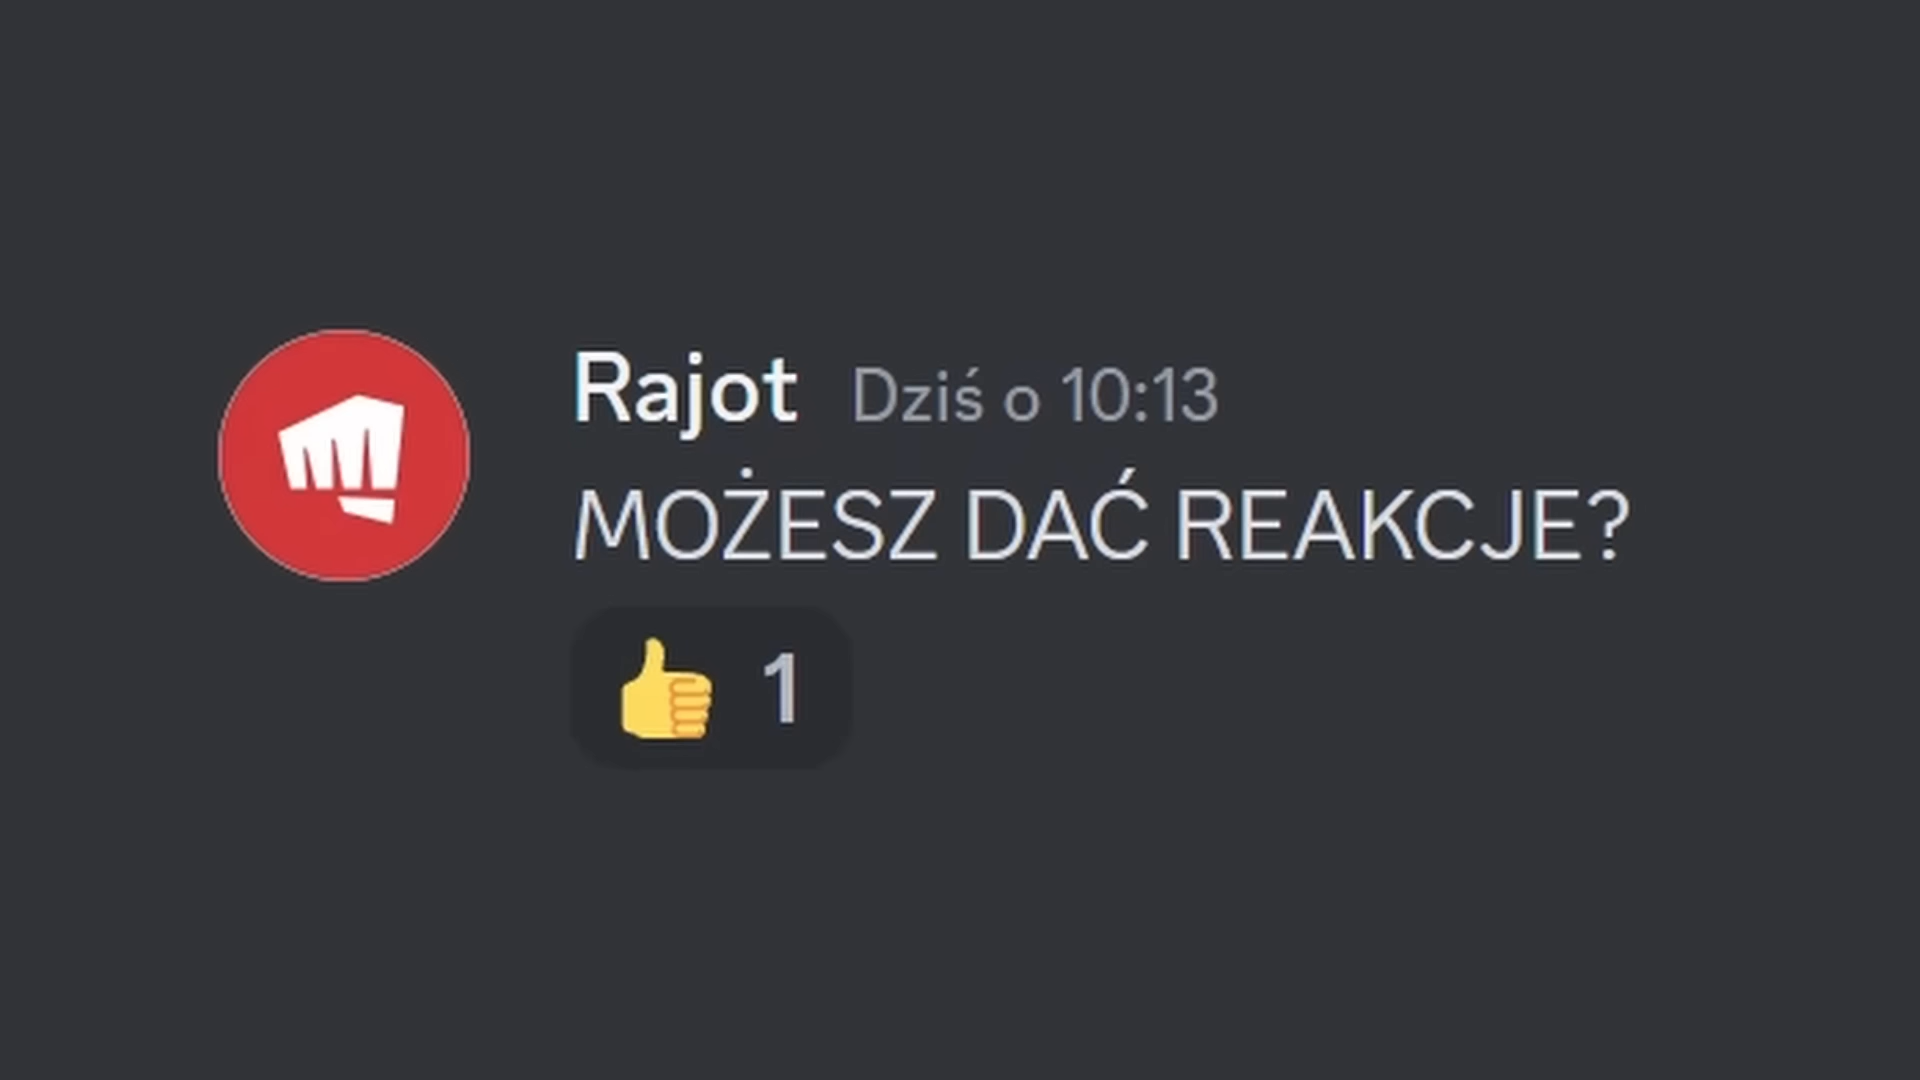 Rajot Dziś o 10:13
MOŻESZ DAĆ REAKCJE?
👍 1